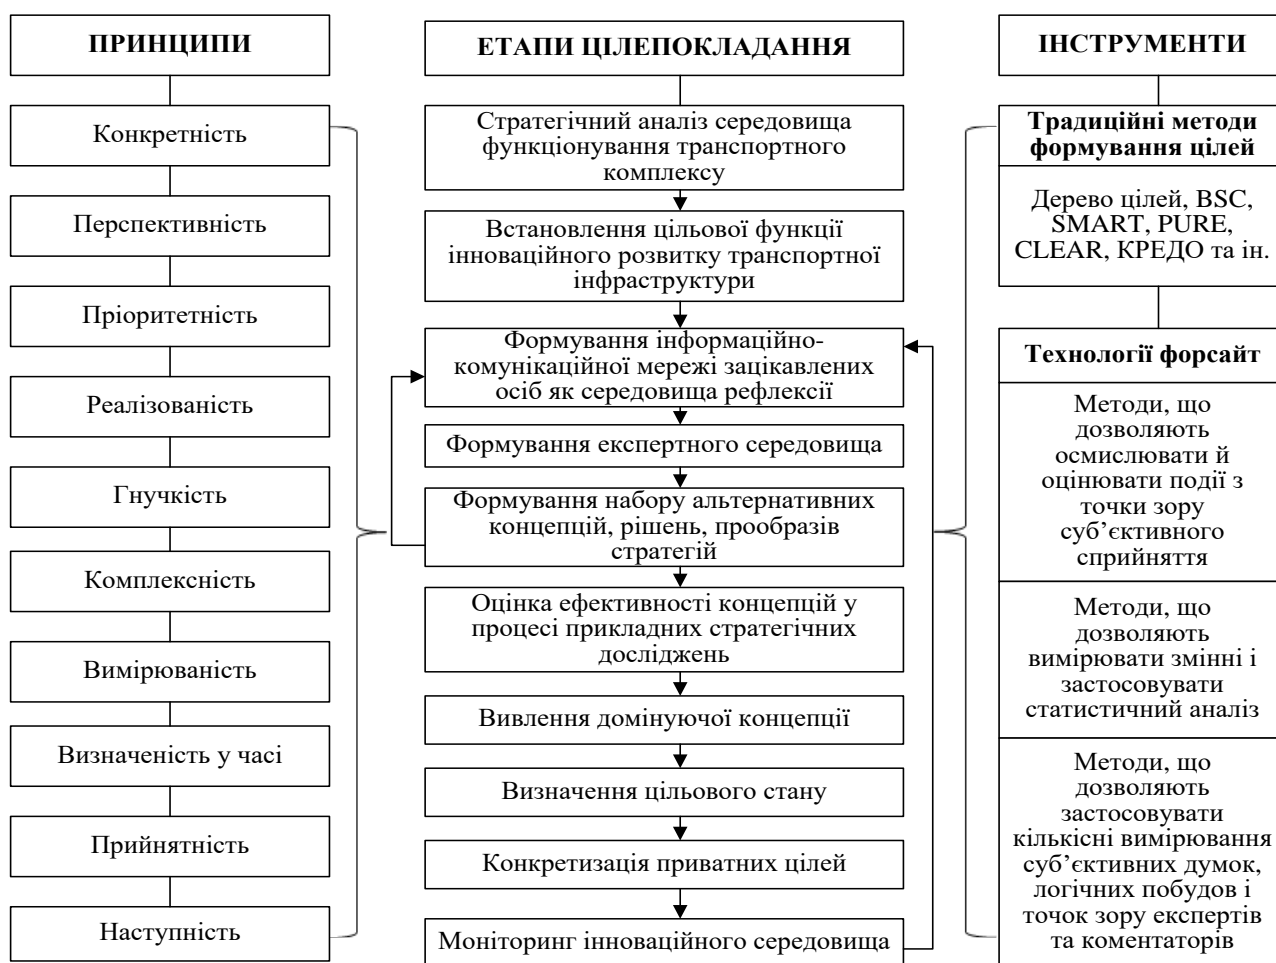 ПРИНЦИПИ
Конкретність
Перспективність
Пріоритетність
Реалізованість
Гнучкість
Комплексність
Вимірюваність
Визначеність у часі
Прийнятність
Наступність
ЕТАПИ ЦІЛЕПОКЛАДАННЯ
Стратегічний аналіз середовища
функціонування транспортного
комплексу
Встановлення цільової функції
інноваційного розвитку транспортної
інфраструктури
Формування інформаційно-
комунікаційної мережі зацікавлених
осіб як середовища рефлексії
Формування експертного середовища
Формування набору альтернативних
концепцій, рішень, прообразів
стратегій
Оцінка ефективності концепцій у
процесі прикладних стратегічних
досліджень
Вивлення домінуючої концепції
Визначення цільового стану
Конкретизація приватних цілей
Моніторинг інноваційного середовища
ІНСТРУМЕНТИ
Традиційні методи
формування цілей
Дерево цілей, BSC,
SMART, PURE,
CLEAR, КРЕДО та ін.
Технології форсайт
Методи, що
дозволяють
осмислювати й
оцінювати події з
точки зору
суб’єктивного
сприйняття
Методи, що
дозволяють
вимірювати змінні і
застосовувати
статистичний аналіз
Методи, що
дозволяють
застосовувати
кількісні вимірювання
суб’єктивних думок,
логічних побудов і
точок зору експертів
та коментаторів